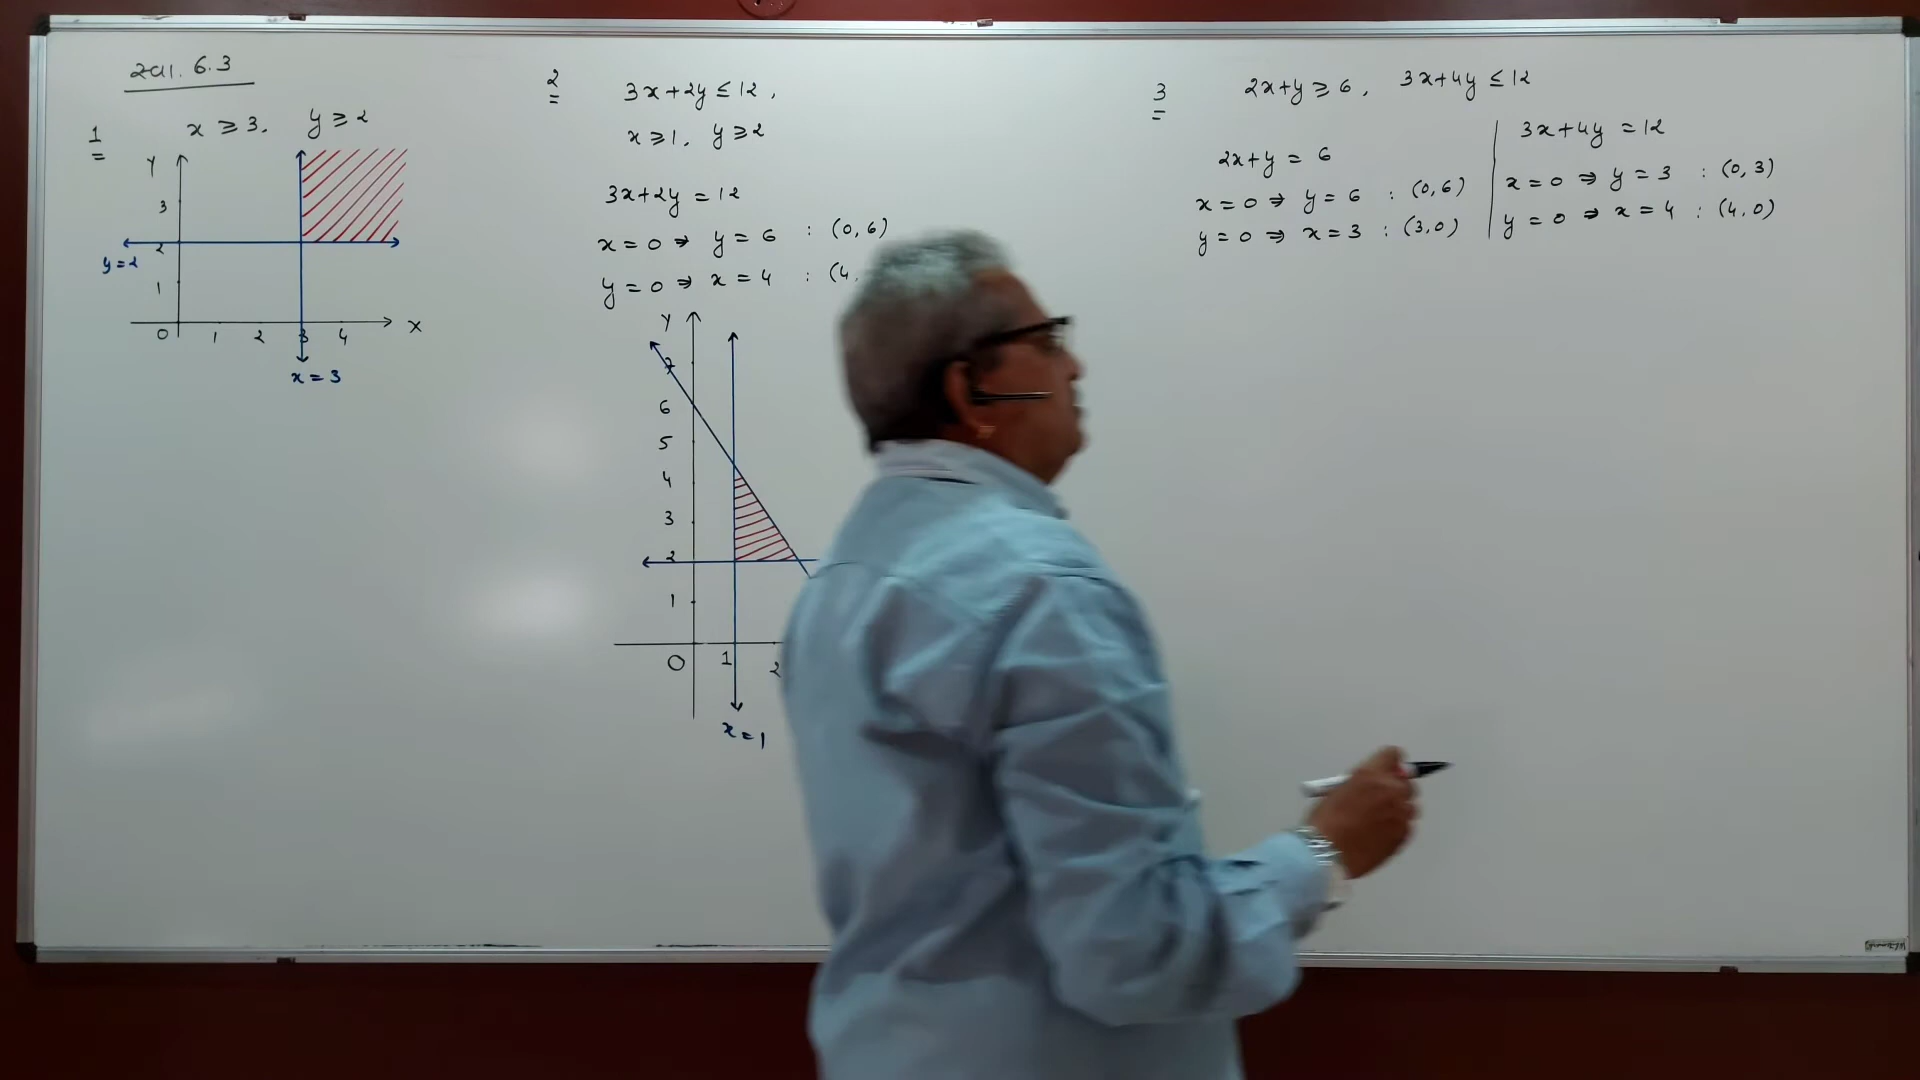 સ્વા. 6.3
1
x ≥ 3, y ≥ 2
Y
3
2
y = 2
1
0 1 2 3 4 X
x = 3
2
3x + 2y ≤ 12,
x ≥ 1, y ≥ 2
3x + 2y = 12
x = 0 ⇒ y = 6 : (0, 6)
y = 0 ⇒ x = 4 : (4,
Y
7
6
5
4
3
2
1
0 1 2
x = 1
3
2x + y ≥ 6, 3x + 4y ≤ 12
2x + y = 6
x = 0 ⇒ y = 6 : (0, 6)
y = 0 ⇒ x = 3 : (3, 0)
3x + 4y = 12
x = 0 ⇒ y = 3 : (0, 3)
y = 0 ⇒ x = 4 : (4, 0)